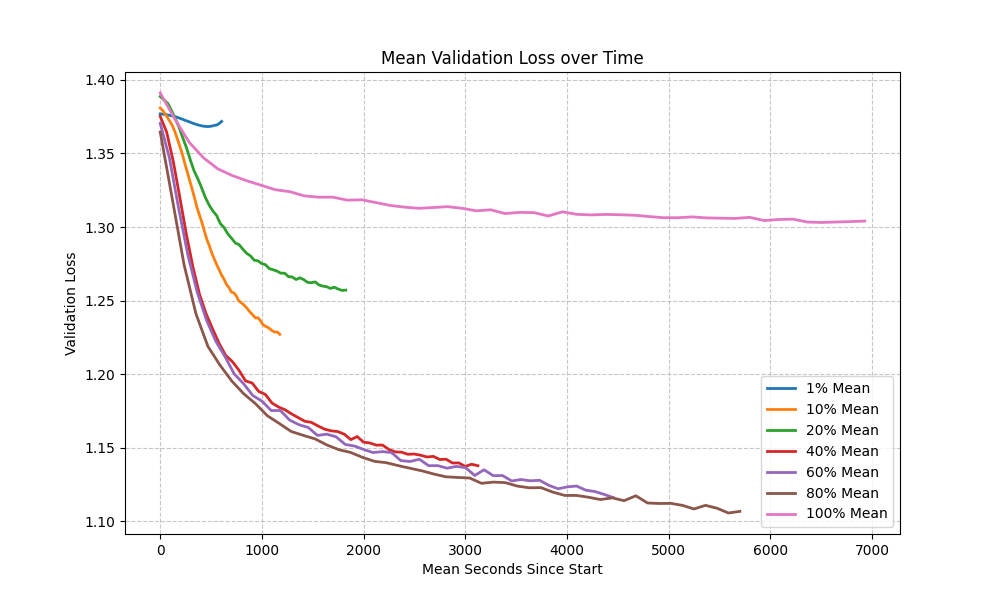 Mean Validation Loss over Time
Validation Loss
1.40
1.35
1.30
1.25
1.20
1.15
1.10
0 1000 2000 3000 4000 5000 6000 7000
Mean Seconds Since Start
1% Mean
10% Mean
20% Mean
40% Mean
60% Mean
80% Mean
100% Mean